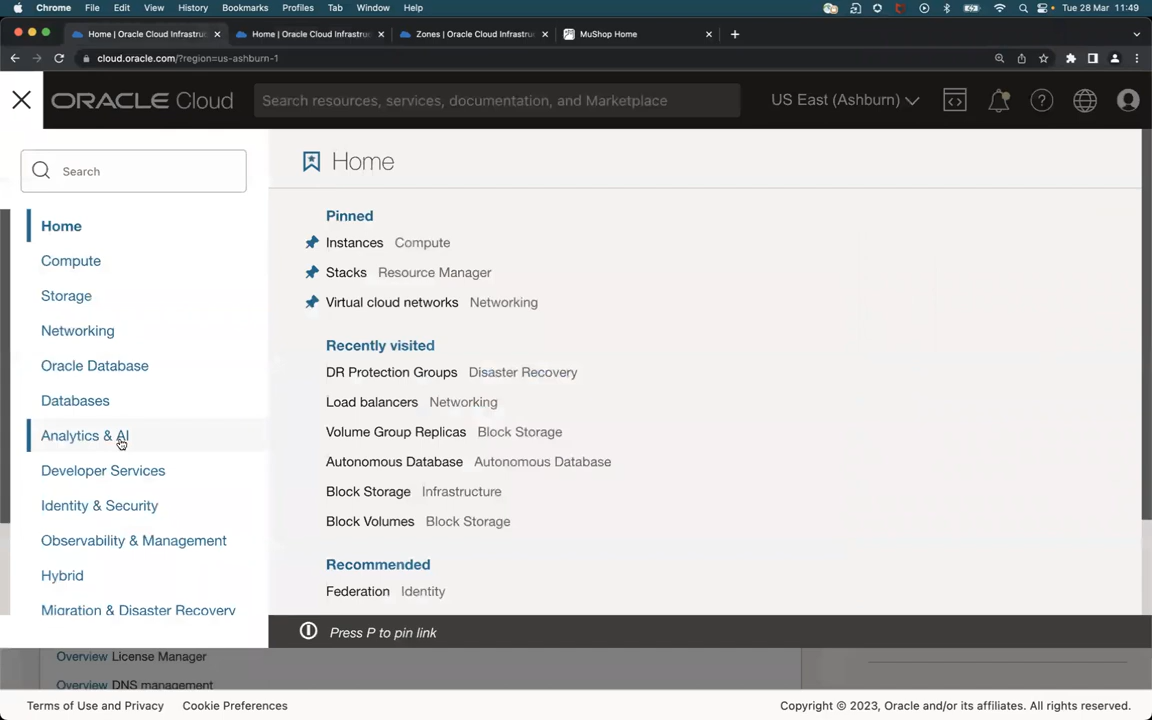 Chrome File Edit View History Bookmarks Profiles Tab Window Help Tue 28 Mar 11:49
Home | Oracle Cloud Infrastruc Home | Oracle Cloud Infrastruc Zones | Oracle Cloud Infrastruc MuShop Home
cloud.oracle.com/?region=us-ashburn-1
ORACLE Cloud Search resources, services, documentation, and Marketplace US East (Ashburn)
Search
Home
Home
Pinned
Instances Compute
Stacks Resource Manager
Virtual cloud networks Networking
Recently visited
DR Protection Groups Disaster Recovery
Load balancers Networking
Volume Group Replicas Block Storage
Autonomous Database Autonomous Database
Block Storage Infrastructure
Block Volumes Block Storage
Recommended
Federation Identity
Compute
Storage
Networking
Oracle Database
Databases
Analytics & AI
Developer Services
Identity & Security
Observability & Management
Hybrid
Migration & Disaster Recovery
Press P to pin link
Overview License Manager
Overview DNS management
Terms of Use and Privacy Cookie Preferences Copyright © 2023, Oracle and/or its affiliates. All rights reserved.